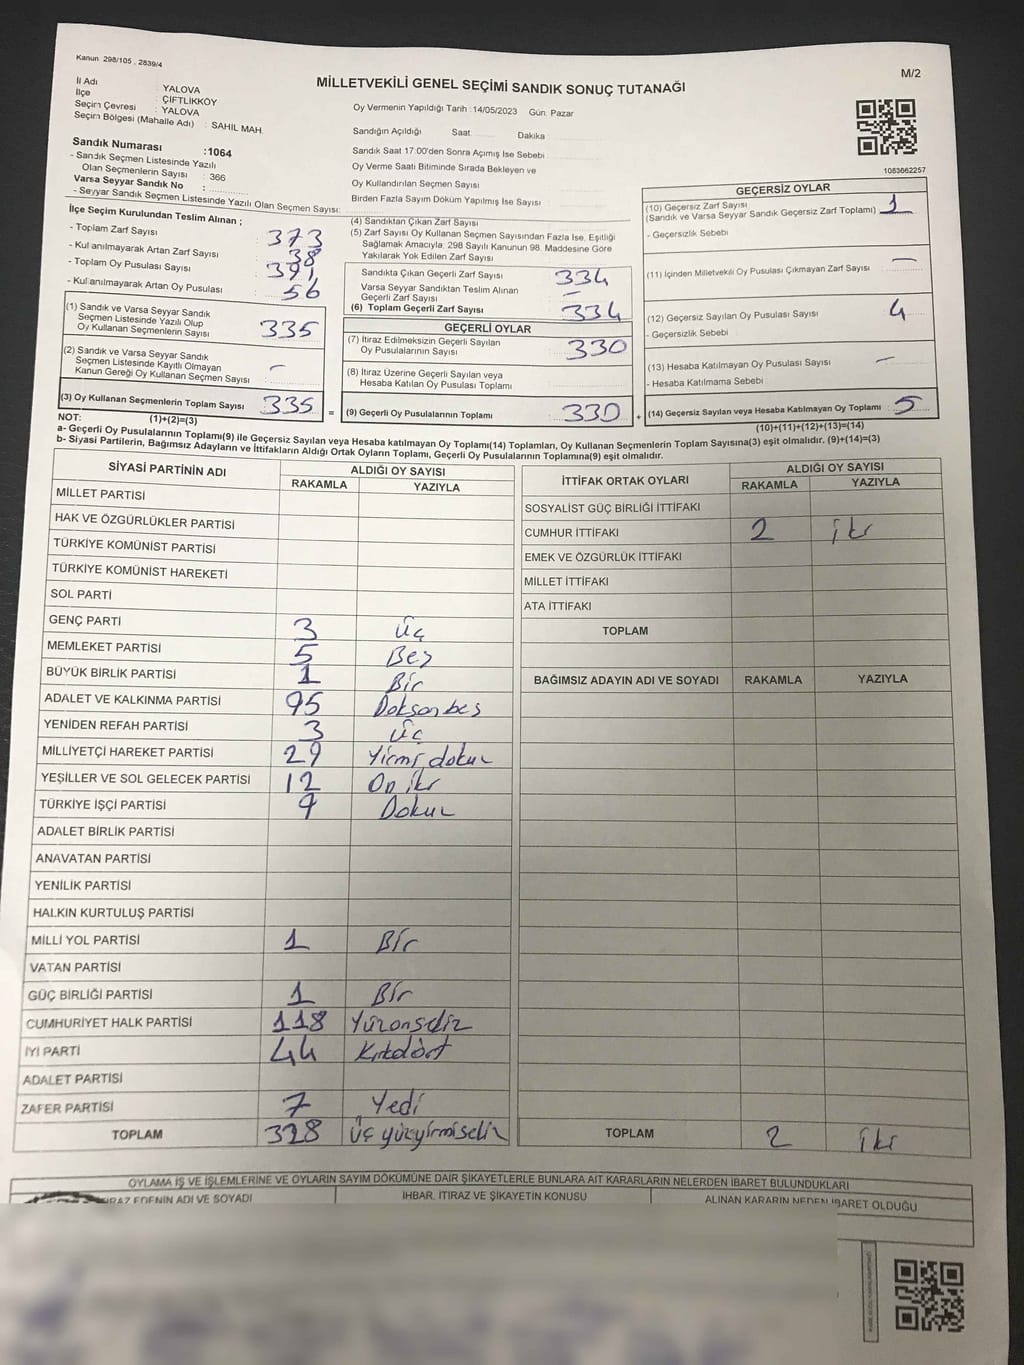 Kanun 298/105 , 2839/4
MİLLETVEKİLİ GENEL SEÇİMİ SANDIK SONUÇ TUTANAĞI
M/2
İl Adı : YALOVA
İlçe : ÇİFTLİKKÖY
Seçim Çevresi : YALOVA
Seçim Bölgesi (Mahalle Adı) : SAHİL MAH.
Sandık Numarası :1064
- Sandık Seçmen Listesinde Yazılı
Olan Seçmenlerin Sayısı : 366
Varsa Seyyar Sandık No :
- Seyyar Sandık Seçmen Listesinde Yazılı Olan Seçmen Sayısı:
Oy Vermenin Yapıldığı Tarih :14/05/2023 Gün: Pazar
Sandığın Açıldığı Saat: Dakika :
Sandık Saat 17:00'den Sonra Açımış İse Sebebi :
Oy Verme Saati Bitiminde Sırada Bekleyen ve
Oy Kullandırılan Seçmen Sayısı :
Birden Fazla Sayım Döküm Yapılmış İse Sayısı :
1063662257
İlçe Seçim Kurulundan Teslim Alınan ;
- Toplam Zarf Sayısı : 373
- Kullanılmayarak Artan Zarf Sayısı : 38
- Toplam Oy Pusulası Sayısı : 391
- Kullanılmayarak Artan Oy Pusulası : 56
(1) Sandık ve Varsa Seyyar Sandık
Seçmen Listesinde Yazılı Olup
Oy Kullanan Seçmenlerin Sayısı : 335
(2) Sandık ve Varsa Seyyar Sandık
Seçmen Listesinde Kayıtlı Olmayan
Kanun Gereği Oy Kullanan Seçmen Sayısı : -
(3) Oy Kullanan Seçmenlerin Toplam Sayısı : 335
(4) Sandıktan Çıkan Zarf Sayısı :
(5) Zarf Sayısı Oy Kullanan Seçmen Sayısından Fazla İse, Eşitliği
Sağlamak Amacıyla; 298 Sayılı Kanunun 98. Maddesine Göre
Yakılarak Yok Edilen Zarf Sayısı :
Sandıkta Çıkan Geçerli Zarf Sayısı : 334
Varsa Seyyar Sandıktan Teslim Alınan
Geçerli Zarf Sayısı : -
(6) Toplam Geçerli Zarf Sayısı : 334
GEÇERLİ OYLAR
(7) İtiraz Edilmeksizin Geçerli Sayılan
Oy Pusulalarının Sayısı : 330
(8) İtiraz Üzerine Geçerli Sayılan veya
Hesaba Katılan Oy Pusulası Toplamı :
= (9) Geçerli Oy Pusulalarının Toplamı : 330
GEÇERSİZ OYLAR
(10) Geçersiz Zarf Sayısı : 1
(Sandık ve Varsa Seyyar Sandık Geçersiz Zarf Toplamı)
- Geçersizlik Sebebi :
(11) İçinden Milletvekili Oy Pusulası Çıkmayan Zarf Sayısı : -
(12) Geçersiz Sayılan Oy Pusulası Sayısı : 4
- Geçersizlik Sebebi :
(13) Hesaba Katılmayan Oy Pusulası Sayısı : -
- Hesaba Katılmama Sebebi :
+ (14) Geçersiz Sayılan veya Hesaba Katılmayan Oy Toplamı : 5
NOT: (1)+(2)=(3)
(10)+(11)+(12)+(13)=(14)
a- Geçerli Oy Pusulalarının Toplamı(9) ile Geçersiz Sayılan veya Hesaba katılmayan Oy Toplamı(14) Toplamları, Oy Kullanan Seçmenlerin Toplam Sayısına(3) eşit olmalıdır. (9)+(14)=(3)
b- Siyasi Partilerin, Bağımsız Adayların ve İttifakların Aldığı Ortak Oyların Toplamı, Geçerli Oy Pusulalarının Toplamına(9) eşit olmalıdır.
SİYASİ PARTİNİN ADI ALDIĞI OY SAYISI
RAKAMLA YAZIYLA
MİLLET PARTİSİ
HAK VE ÖZGÜRLÜKLER PARTİSİ
TÜRKİYE KOMÜNİST PARTİSİ
TÜRKİYE KOMÜNİST HAREKETİ
SOL PARTİ
GENÇ PARTİ 3 Üç
MEMLEKET PARTİSİ 5 Beş
BÜYÜK BİRLİK PARTİSİ 1 Bir
ADALET VE KALKINMA PARTİSİ 95 Doksanbeş
YENİDEN REFAH PARTİSİ 3 Üç
MİLLİYETÇİ HAREKET PARTİSİ 29 Yirmi dokuz
YEŞİLLER VE SOL GELECEK PARTİSİ 12 On iki
TÜRKİYE İŞÇİ PARTİSİ 9 Dokuz
ADALET BİRLİK PARTİSİ
ANAVATAN PARTİSİ
YENİLİK PARTİSİ
HALKIN KURTULUŞ PARTİSİ
MİLLİ YOL PARTİSİ 1 Bir
VATAN PARTİSİ
GÜÇ BİRLİĞİ PARTİSİ 1 Bir
CUMHURİYET HALK PARTİSİ 118 Yüzonsekiz
İYİ PARTİ 44 Kırkdört
ADALET PARTİSİ
ZAFER PARTİSİ 7 Yedi
TOPLAM 328 Üç yüzyirmisekiz
İTTİFAK ORTAK OYLARI ALDIĞI OY SAYISI
RAKAMLA YAZIYLA
SOSYALİST GÜÇ BİRLİĞİ İTTİFAKI
CUMHUR İTTİFAKI 2 iki
EMEK VE ÖZGÜRLÜK İTTİFAKI
MİLLET İTTİFAKI
ATA İTTİFAKI
TOPLAM
BAĞIMSIZ ADAYIN ADI VE SOYADI RAKAMLA YAZIYLA
TOPLAM 2 iki
OYLAMA İŞ VE İŞLEMLERİNE VE OYLARIN SAYIM DÖKÜMÜNE DAİR ŞİKAYETLERLE BUNLARA AİT KARARLARIN NELERDEN İBARET BULUNDUKLARI
EDENİN ADI VE SOYADI İHBAR, İTİRAZ VE ŞİKAYETİN KONUSU ALINAN KARARIN NEDEN İBARET OLDUĞU